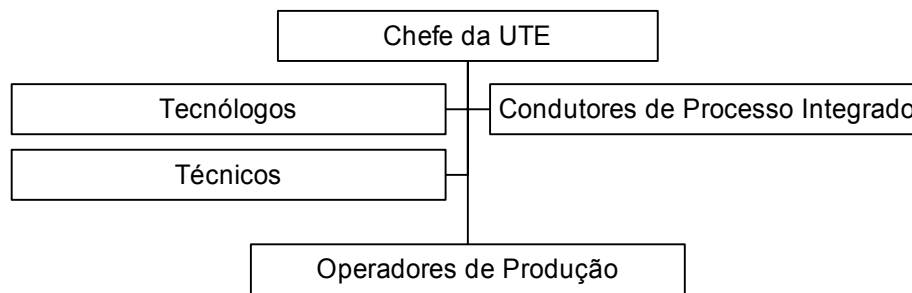 Chefe da UTE
Tecnólogos
Condutores de Processo Integrado
Técnicos
Operadores de Produção